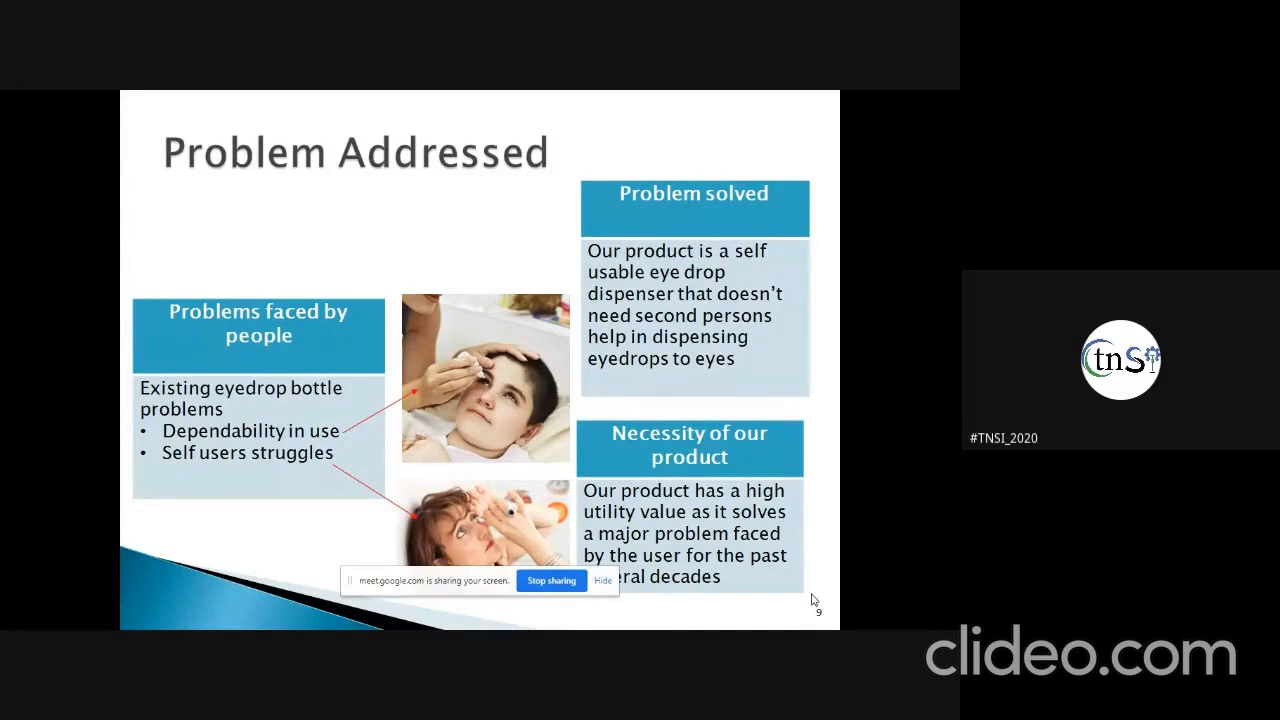 Problem Addressed
Problems faced by
people
Existing eyedrop bottle
problems
• Dependability in use
• Self users struggles
Problem solved
Our product is a self
usable eye drop
dispenser that doesn’t
need second persons
help in dispensing
eyedrops to eyes
Necessity of our
product
Our product has a high
utility value as it solves
a major problem faced
by the user for the past
decades
meet.google.com is sharing your screen.
Stop sharing
Hide
9
tnSi
#TNSI_2020
clideo.com